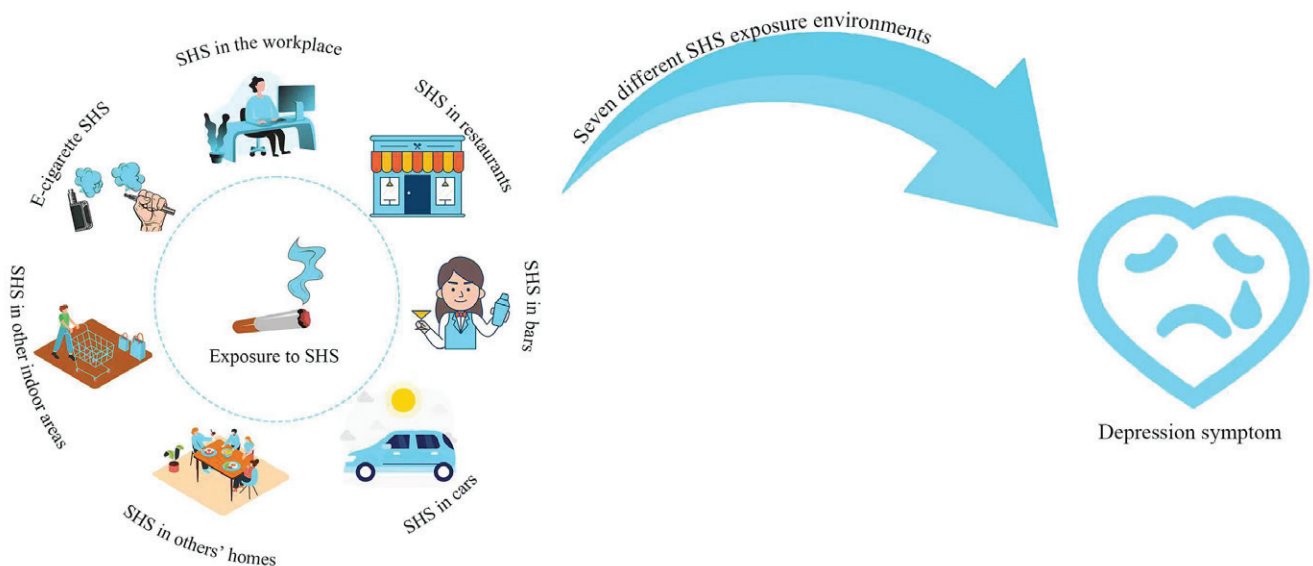 SHS in the workplace
SHS in restaurants
SHS in bars
SHS in cars
SHS in others' homes
SHS in other indoor areas
E-cigarette SHS
Exposure to SHS
Seven different SHS exposure environments
Depression symptom